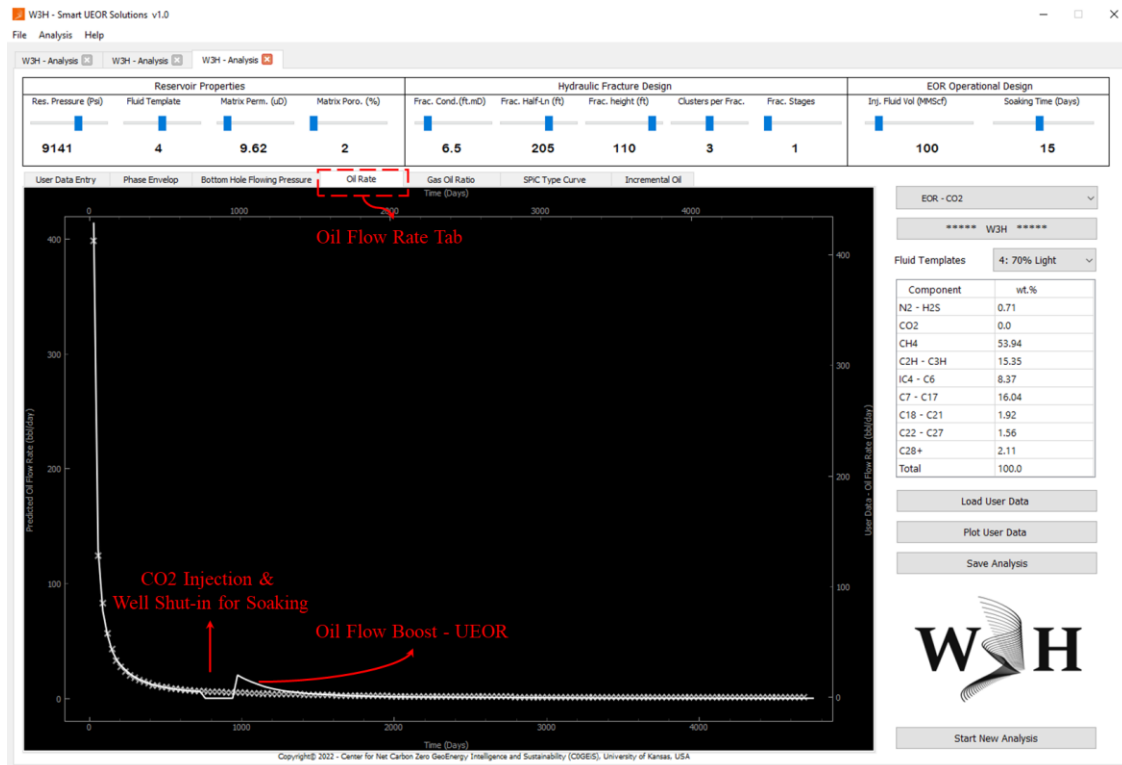 W3H - Smart UEOR Solutions v1.0
File Analysis Help
W3H - Analysis W3H - Analysis W3H - Analysis
Reservoir Properties Hydraulic Fracture Design EOR Operational Design
Res. Pressure (Psi) Fluid Template Matrix Perm. (uD) Matrix Poro. (%) Frac. Cond.(ft.mD) Frac. Half-Ln (ft) Frac. height (ft) Clusters per Frac. Frac. Stages Inj. Fluid Vol (MMScf) Soaking Time (Days)
9141 4 9.62 2 6.5 205 110 3 1 100 15
User Data Entry Phase Envelop Bottom Hole Flowing Pressure Oil Rate Gas Oil Ratio SPiC Type Curve Incremental Oil
Time (Days)
0 1000 2000 3000 4000
Oil Flow Rate Tab
400
300
200
100
0
Predicted Oil Flow Rate (bbl/day)
CO2 Injection &
Well Shut-in for Soaking
Oil Flow Boost - UEOR
400
300
200
100
0
User Data - Oil Flow Rate (bbl/day)
0 1000 2000 3000 4000
Time (Days)
EOR - CO2
***** W3H *****
Fluid Templates 4: 70% Light
Component wt.%
N2 - H2S 0.71
CO2 0.0
CH4 53.94
C2H - C3H 15.35
IC4 - C6 8.37
C7 - C17 16.04
C18 - C21 1.92
C22 - C27 1.56
C28+ 2.11
Total 100.0
Load User Data
Plot User Data
Save Analysis
W3H
Start New Analysis
Copyright© 2022 - Center for Net Carbon Zero GeoEnergy Intelligence and Sustainability (C0GEIS), University of Kansas, USA